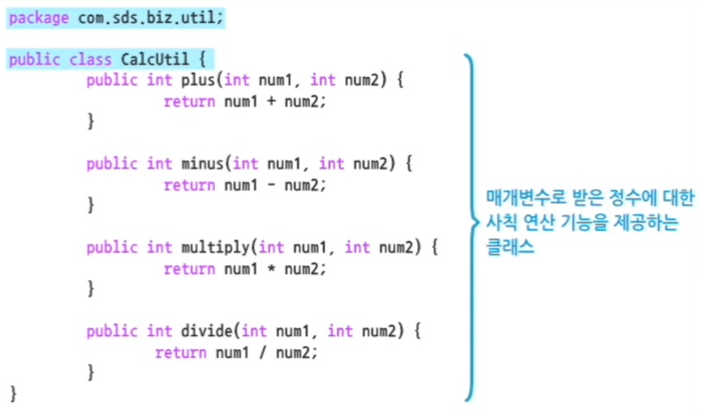 package com.sds.biz.util;
public class CalcUtil {
public int plus(int num1, int num2) {
return num1 + num2;
}
public int minus(int num1, int num2) {
return num1 - num2;
}
public int multiply(int num1, int num2) {
return num1 * num2;
}
public int divide(int num1, int num2) {
return num1 / num2;
}
}
매개변수로 받은 정수에 대한
사칙 연산 기능을 제공하는
클래스